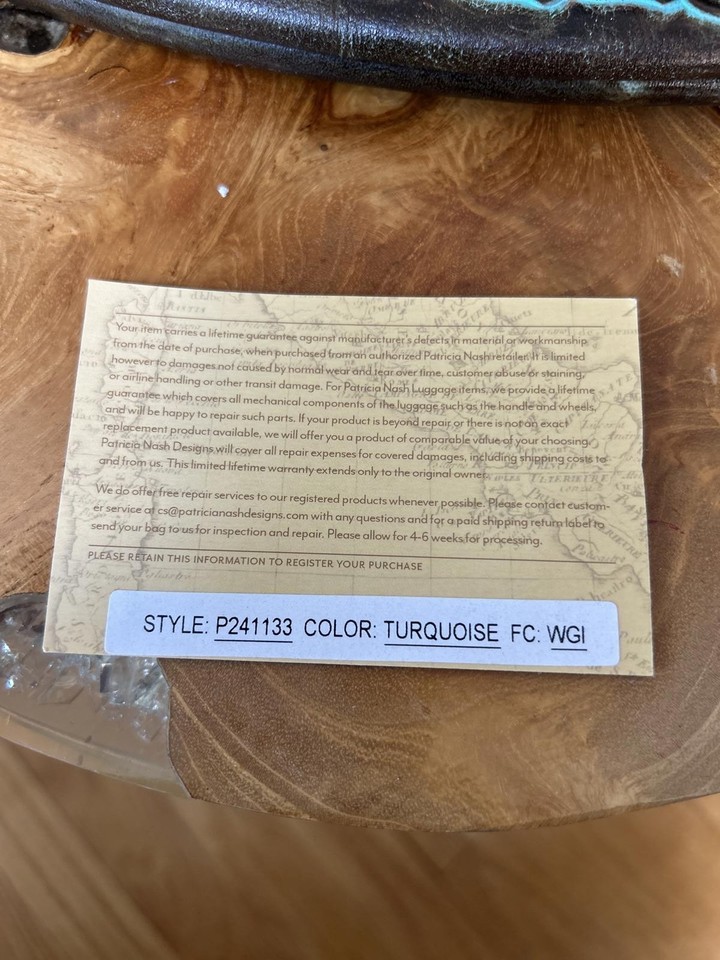 Your item carries a lifetime guarantee against manufacturer's defects in material or workmanship
from the date of purchase, when purchased from an authorized Patricia Nash retailer. It is limited
however to damages not caused by normal wear and tear over time, customer abuse or staining,
or airline handling or other transit damage. For Patricia Nash Luggage items, we provide a lifetime
guarantee which covers all mechanical components of the luggage such as the handle and wheels,
and will be happy to repair such parts. If your product is beyond repair or there is not an exact
replacement product available, we will offer you a product of comparable value of your choosing.
Patricia Nash Designs will cover all repair expenses for covered damages, including shipping costs to
and from us. This limited lifetime warranty extends only to the original owner.
We do offer free repair services to our registered products whenever possible. Please contact custom-
er service at cs@patricianashdesigns.com with any questions and for a paid shipping return label to
send your bag to us for inspection and repair. Please allow for 4-6 weeks for processing.
PLEASE RETAIN THIS INFORMATION TO REGISTER YOUR PURCHASE
STYLE: P241133 COLOR: TURQUOISE FC: WGI